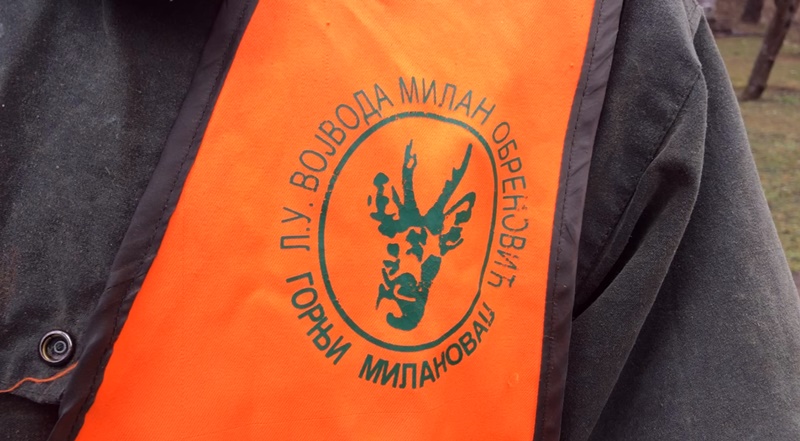 Л.У. ВОЈВОДА МИЛАН ОБРЕНОВИЋ
ГОРЊИ МИЛАНОВАЦ